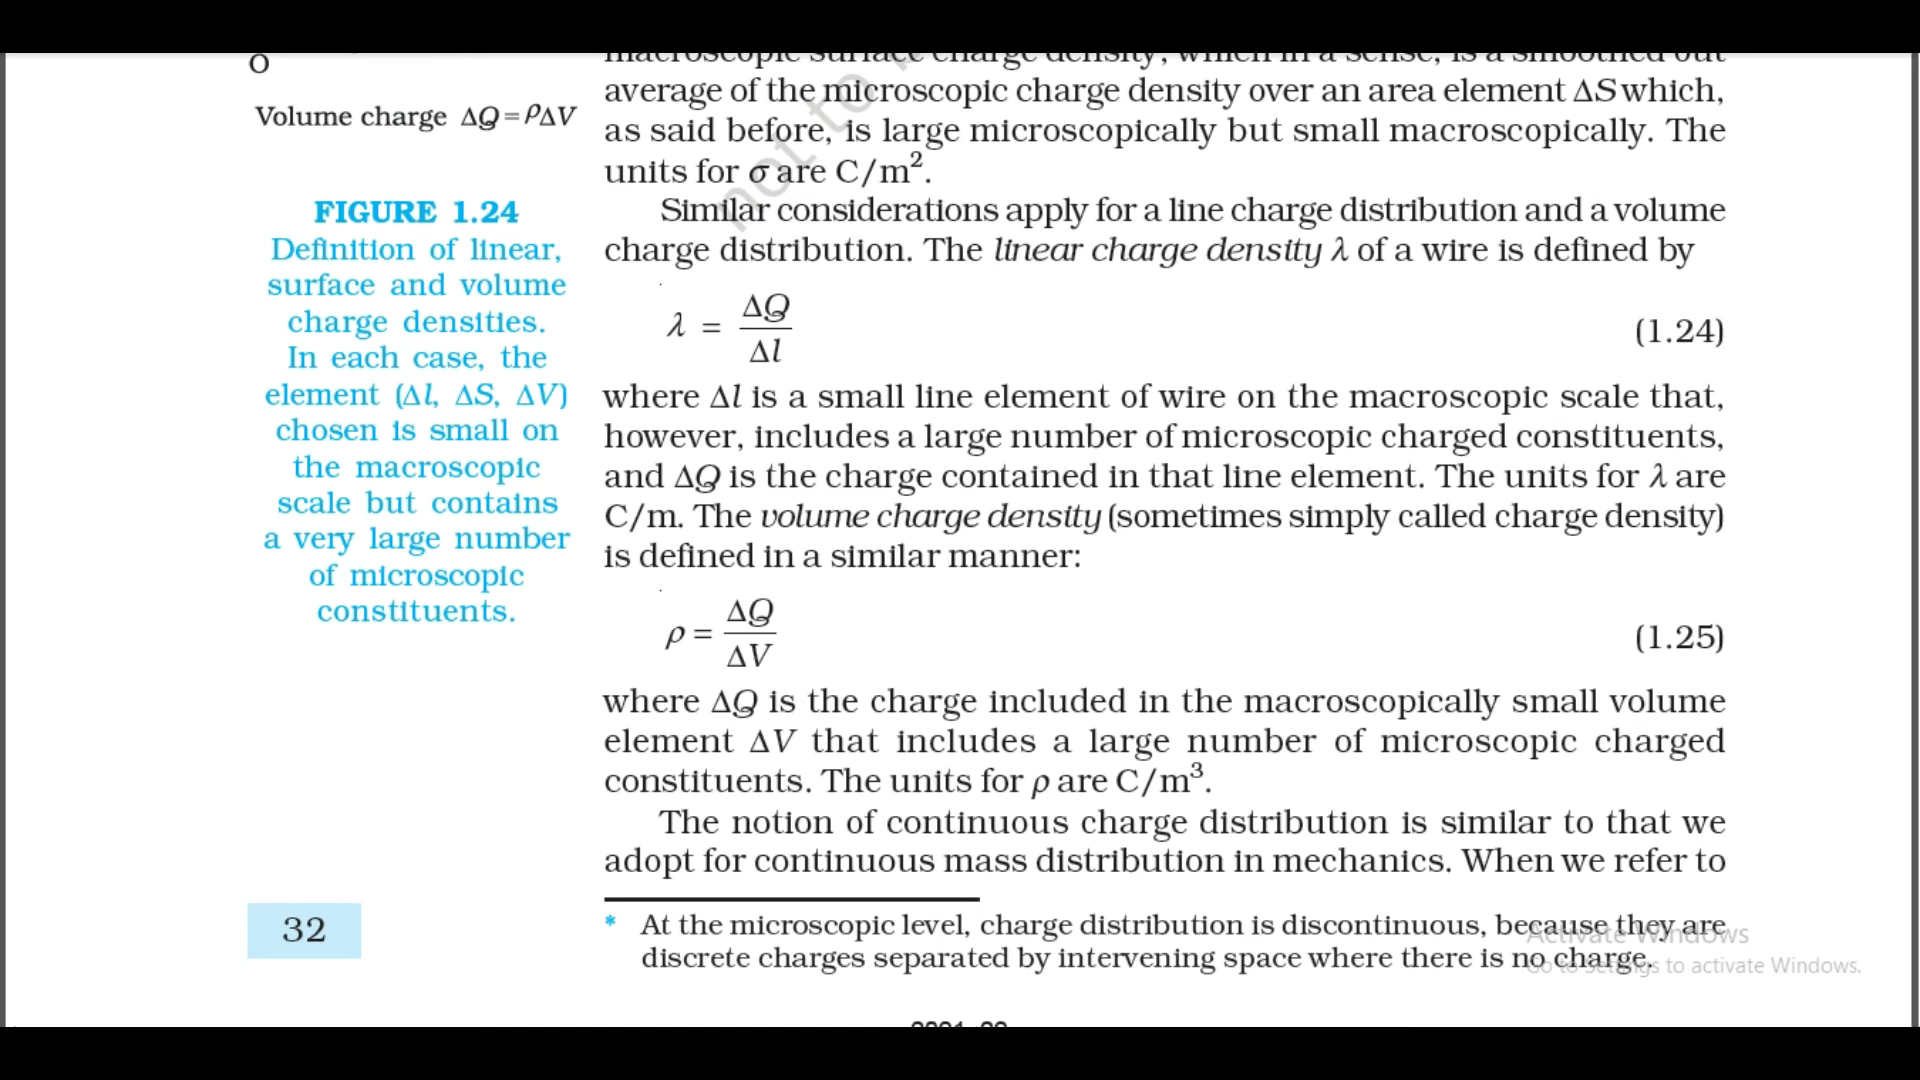 O
Volume charge ΔQ = ρΔV
FIGURE 1.24
Definition of linear,
surface and volume
charge densities.
In each case, the
element (Δl, ΔS, ΔV)
chosen is small on
the macroscopic
scale but contains
a very large number
of microscopic
constituents.
32
macroscopic surface charge density, which in a sense, is a smoothed out
average of the microscopic charge density over an area element ΔS which,
as said before, is large microscopically but small macroscopically. The
units for σ are C/m².
Similar considerations apply for a line charge distribution and a volume
charge distribution. The linear charge density λ of a wire is defined by
λ = ΔQ/Δl (1.24)
where Δl is a small line element of wire on the macroscopic scale that,
however, includes a large number of microscopic charged constituents,
and ΔQ is the charge contained in that line element. The units for λ are
C/m. The volume charge density (sometimes simply called charge density)
is defined in a similar manner:
ρ = ΔQ/ΔV (1.25)
where ΔQ is the charge included in the macroscopically small volume
element ΔV that includes a large number of microscopic charged
constituents. The units for ρ are C/m³.
The notion of continuous charge distribution is similar to that we
adopt for continuous mass distribution in mechanics. When we refer to
* At the microscopic level, charge distribution is discontinuous, because they are
discrete charges separated by intervening space where there is no charge.
not to
Activate Windows
Go to Settings to activate Windows.